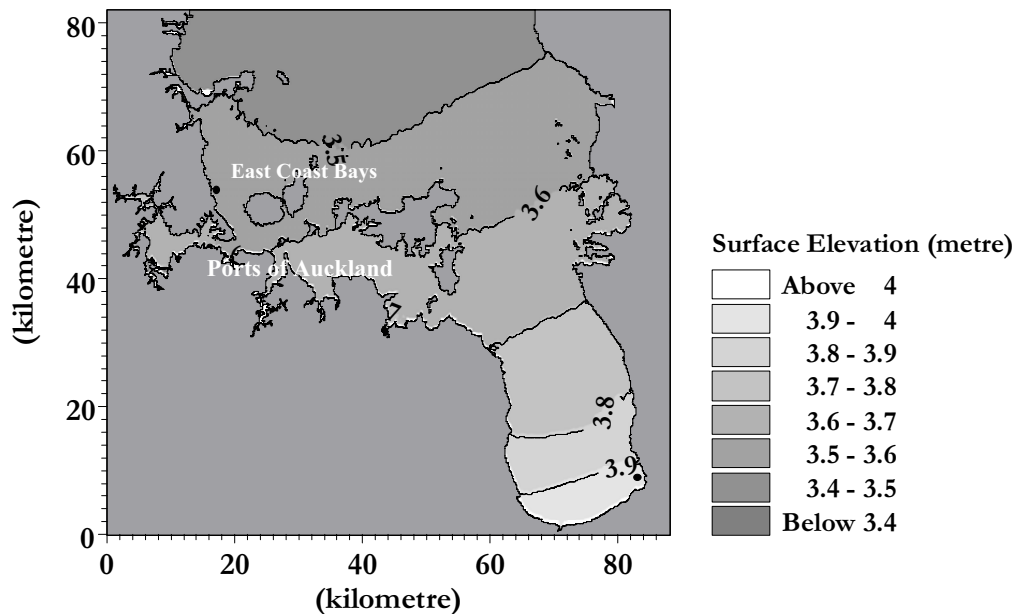 80
60
40
20
0
(kilometre)
0 20 40 60 80
(kilometre)
3.5
East Coast Bays
3.6
Ports of Auckland
7
3.8
3.9
Surface Elevation (metre)
Above 4
3.9 - 4
3.8 - 3.9
3.7 - 3.8
3.6 - 3.7
3.5 - 3.6
3.4 - 3.5
Below 3.4